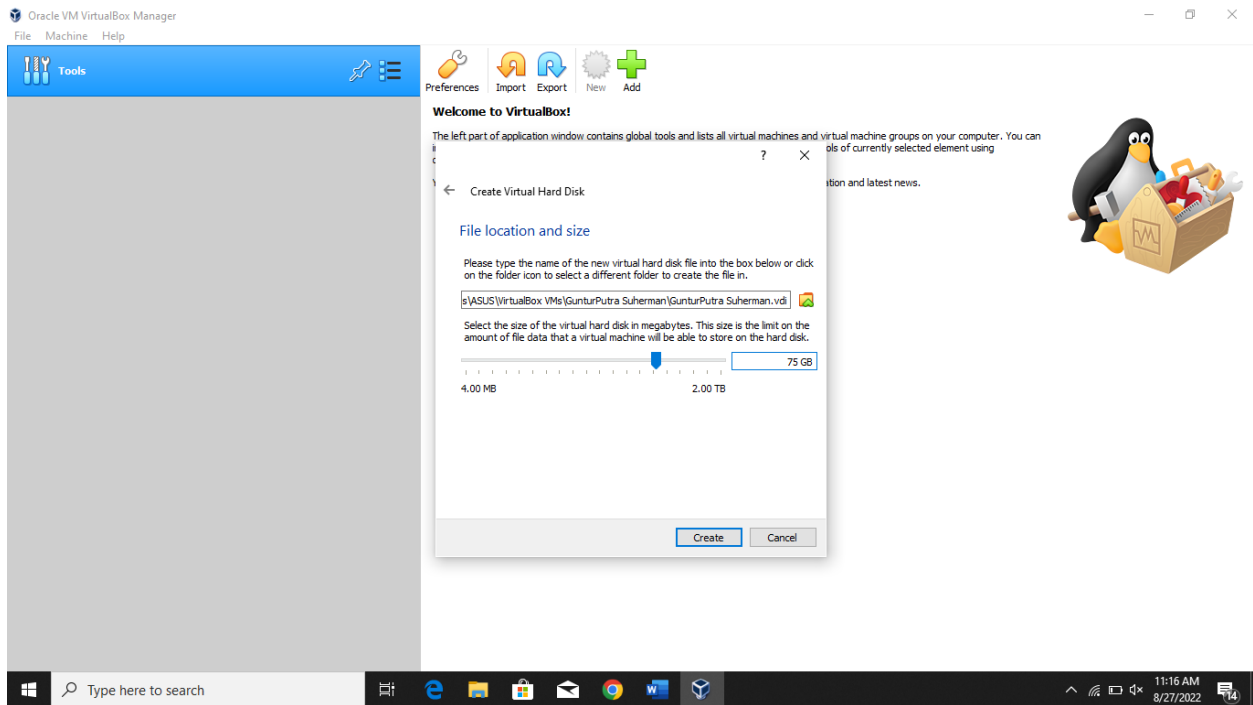 Oracle VM VirtualBox Manager
File Machine Help
Tools
Preferences Import Export New Add
Welcome to VirtualBox!
The left part of application window contains global tools and lists all virtual machines and virtual machine groups on your computer. You can
ols of currently selected element using
tion and latest news.
? ×
← Create Virtual Hard Disk
File location and size
Please type the name of the new virtual hard disk file into the box below or click
on the folder icon to select a different folder to create the file in.
s\ASUS\VirtualBox VMs\GunturPutra Suherman\GunturPutra Suherman.vdi
Select the size of the virtual hard disk in megabytes. This size is the limit on the
amount of file data that a virtual machine will be able to store on the hard disk.
75 GB
4.00 MB 2.00 TB
Create Cancel
Type here to search
11:16 AM
8/27/2022
14